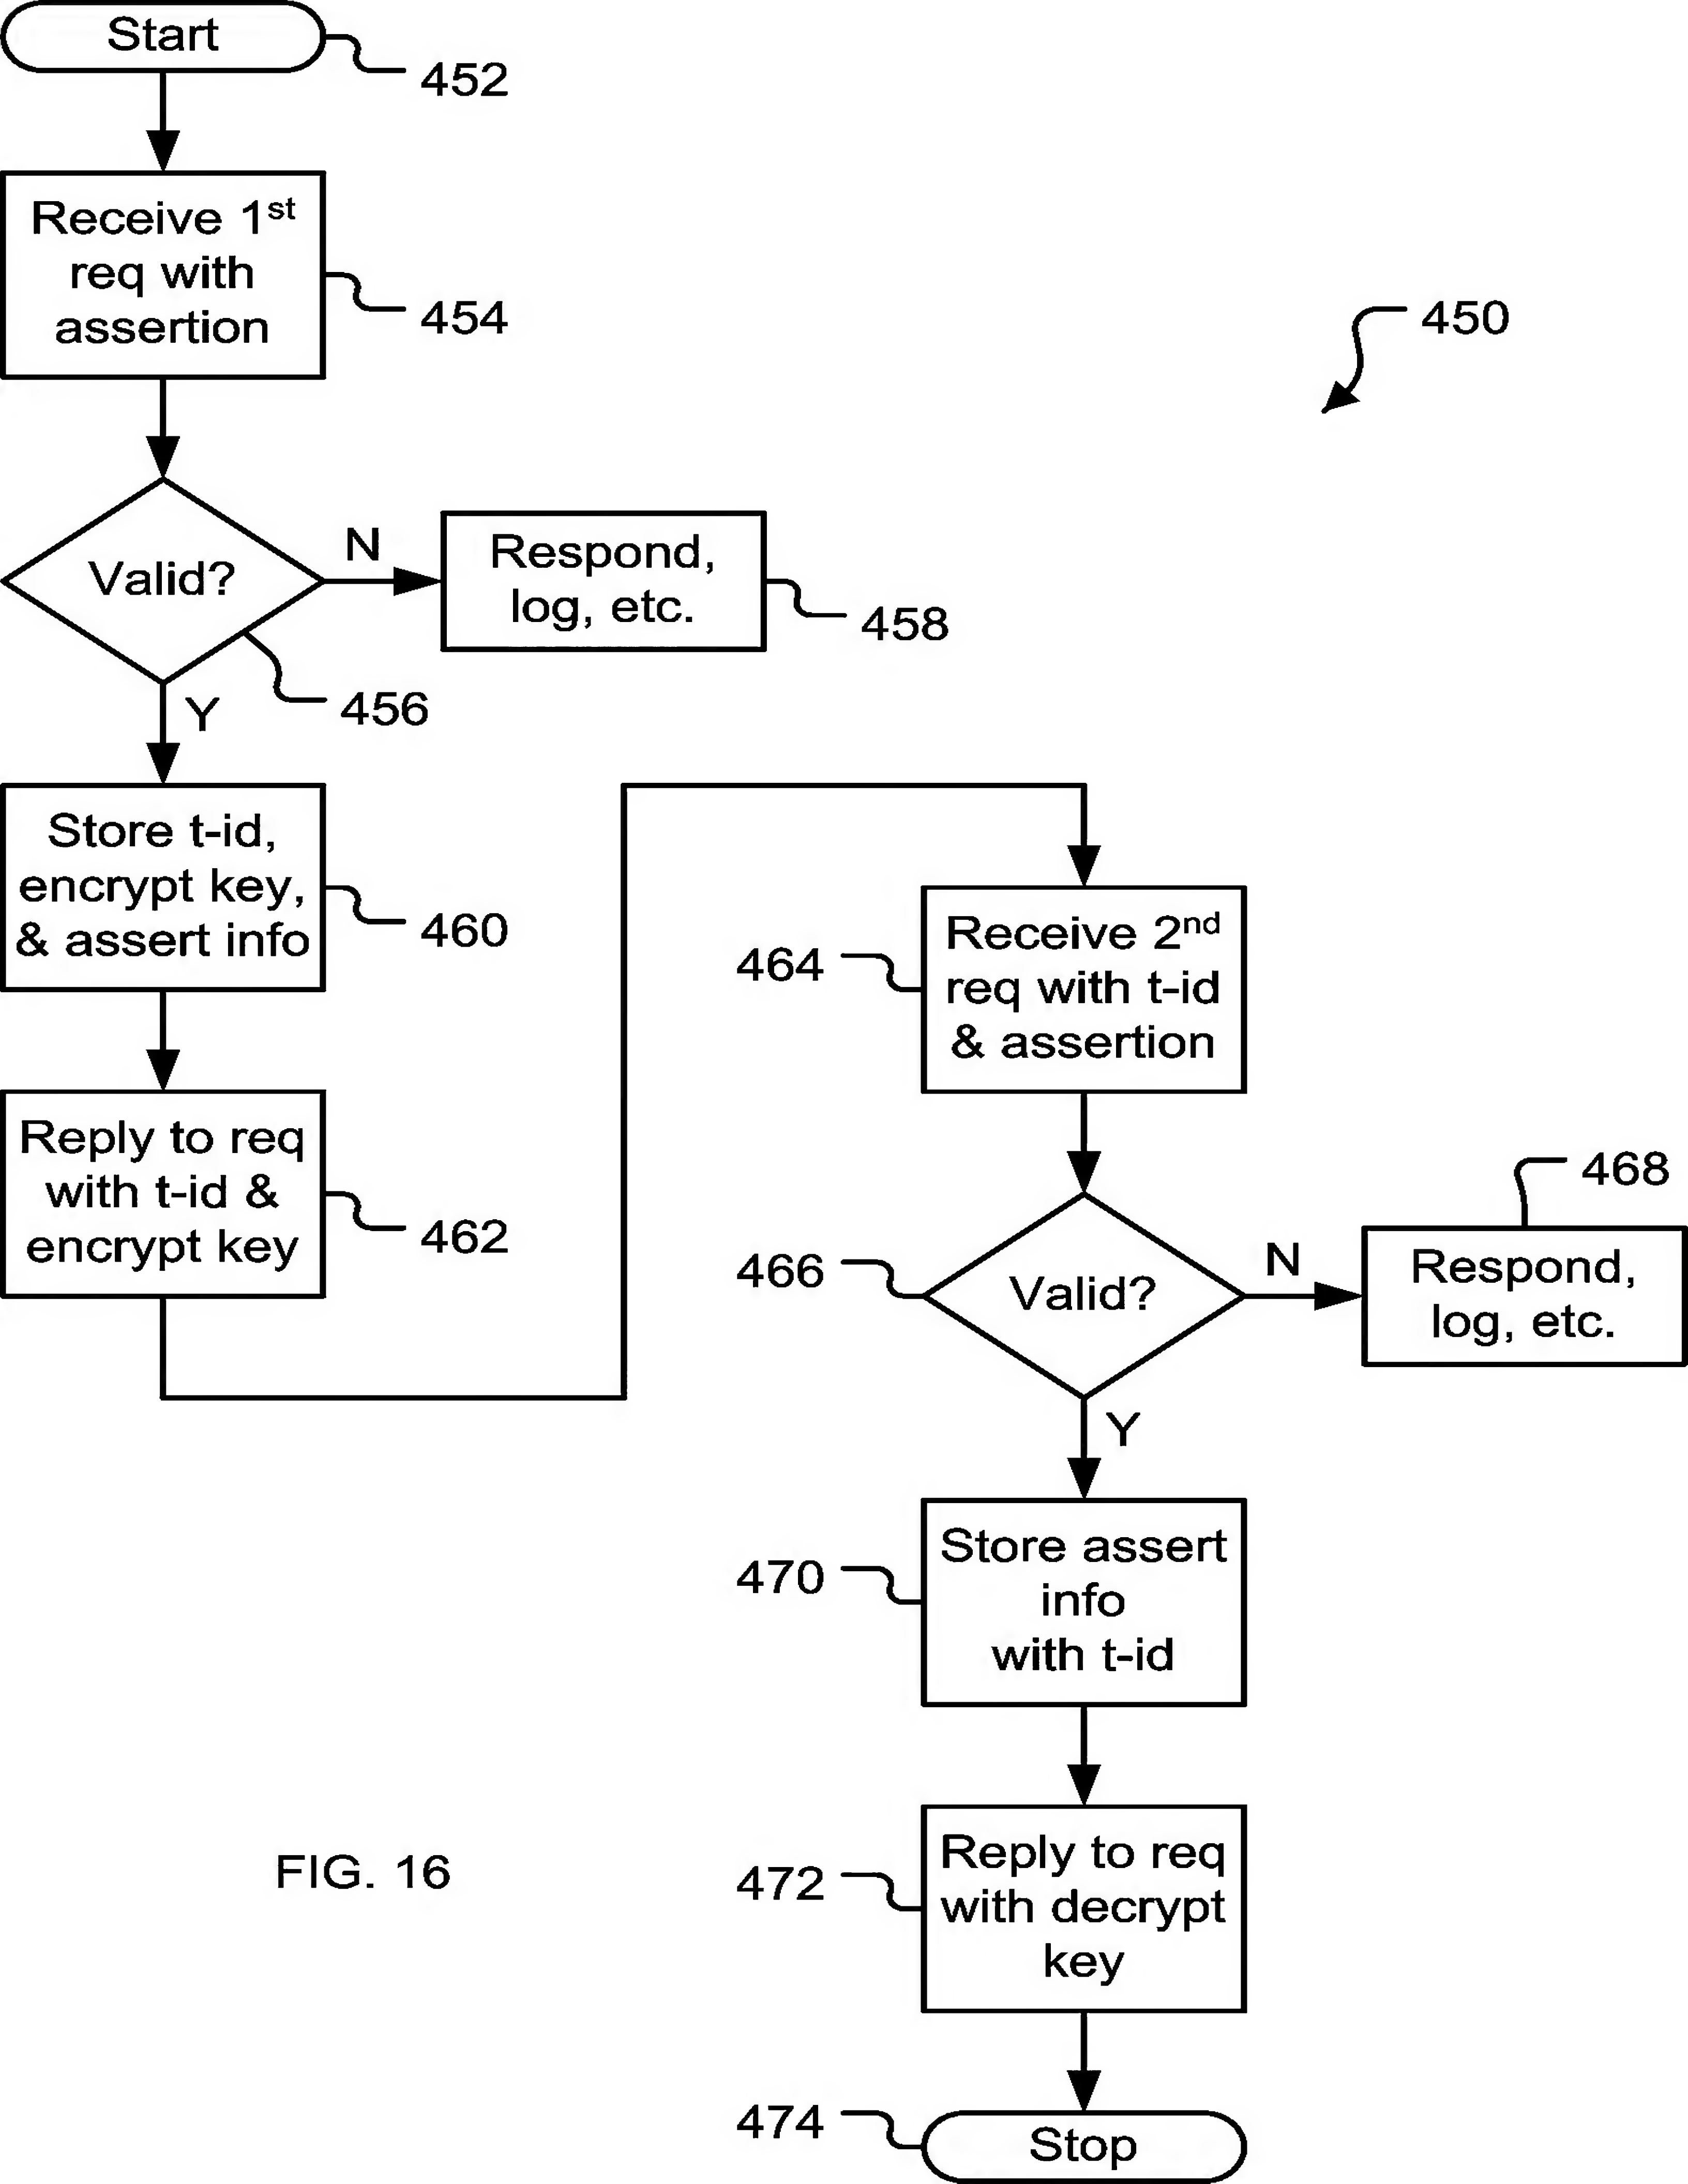 Start
452
Receive 1st
req with
assertion
454
450
Valid?
N
Respond,
log, etc.
458
456
Y
Store t-id,
encrypt key,
& assert info
460
Reply to req
with t-id &
encrypt key
462
464
Receive 2nd
req with t-id
& assertion
466
Valid?
N
468
Respond,
log, etc.
Y
470
Store assert
info
with t-id
472
Reply to req
with decrypt
key
474
Stop
FIG. 16